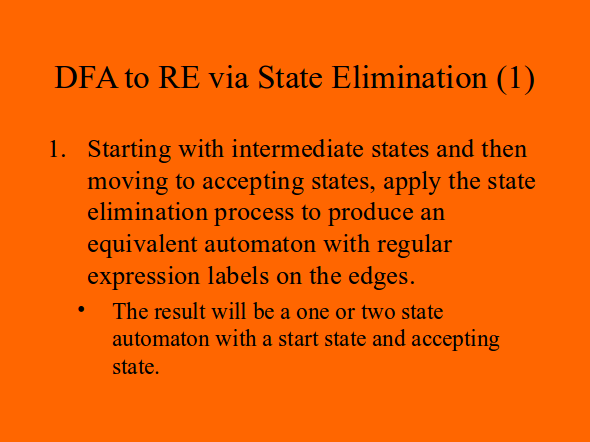 DFA to RE via State Elimination (1)
1. Starting with intermediate states and then
moving to accepting states, apply the state
elimination process to produce an
equivalent automaton with regular
expression labels on the edges.
• The result will be a one or two state
automaton with a start state and accepting
state.